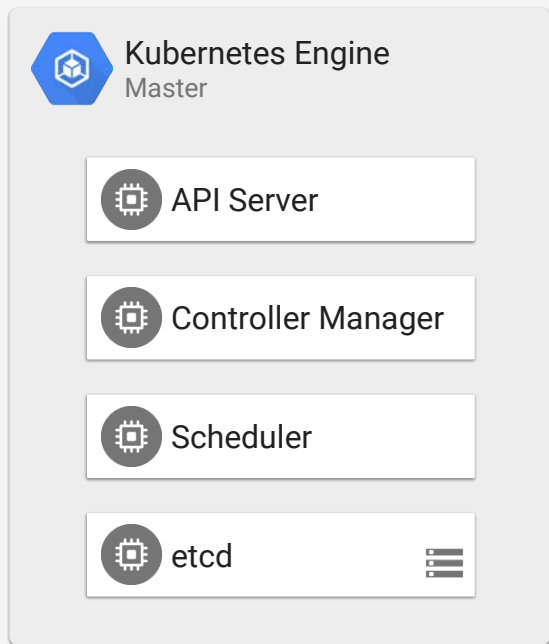 Kubernetes Engine
Master
API Server
Controller Manager
Scheduler
etcd